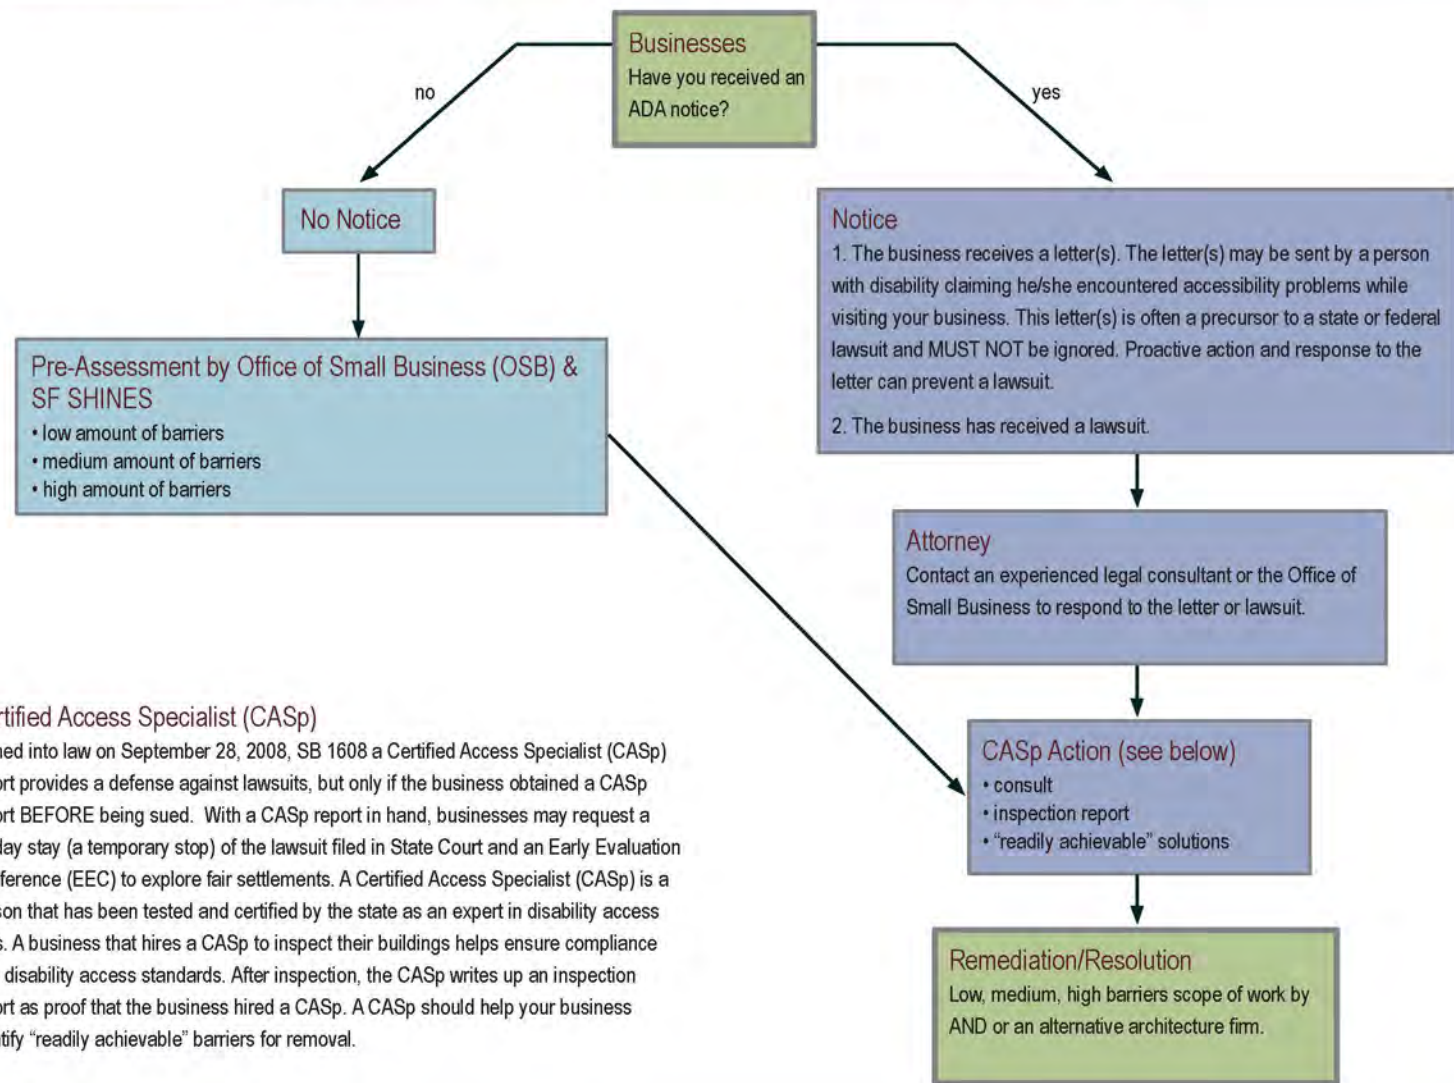 Businesses
Have you received an
ADA notice?
no
yes
No Notice
Pre-Assessment by Office of Small Business (OSB) &
SF SHINES
• low amount of barriers
• medium amount of barriers
• high amount of barriers
Notice
1. The business receives a letter(s). The letter(s) may be sent by a person
with disability claiming he/she encountered accessibility problems while
visiting your business. This letter(s) is often a precursor to a state or federal
lawsuit and MUST NOT be ignored. Proactive action and response to the
letter can prevent a lawsuit.
2. The business has received a lawsuit.
Attorney
Contact an experienced legal consultant or the Office of
Small Business to respond to the letter or lawsuit.
CASp Action (see below)
• consult
• inspection report
• “readily achievable” solutions
Remediation/Resolution
Low, medium, high barriers scope of work by
AND or an alternative architecture firm.
Access Specialist (CASp)
into law on September 28, 2008, SB 1608 a Certified Access Specialist (CASp)
provides a defense against lawsuits, but only if the business obtained a CASp
BEFORE being sued. With a CASp report in hand, businesses may request a
day stay (a temporary stop) of the lawsuit filed in State Court and an Early Evaluation
(EEC) to explore fair settlements. A Certified Access Specialist (CASp) is a
that has been tested and certified by the state as an expert in disability access
A business that hires a CASp to inspect their buildings helps ensure compliance
disability access standards. After inspection, the CASp writes up an inspection
as proof that the business hired a CASp. A CASp should help your business
“readily achievable” barriers for removal.